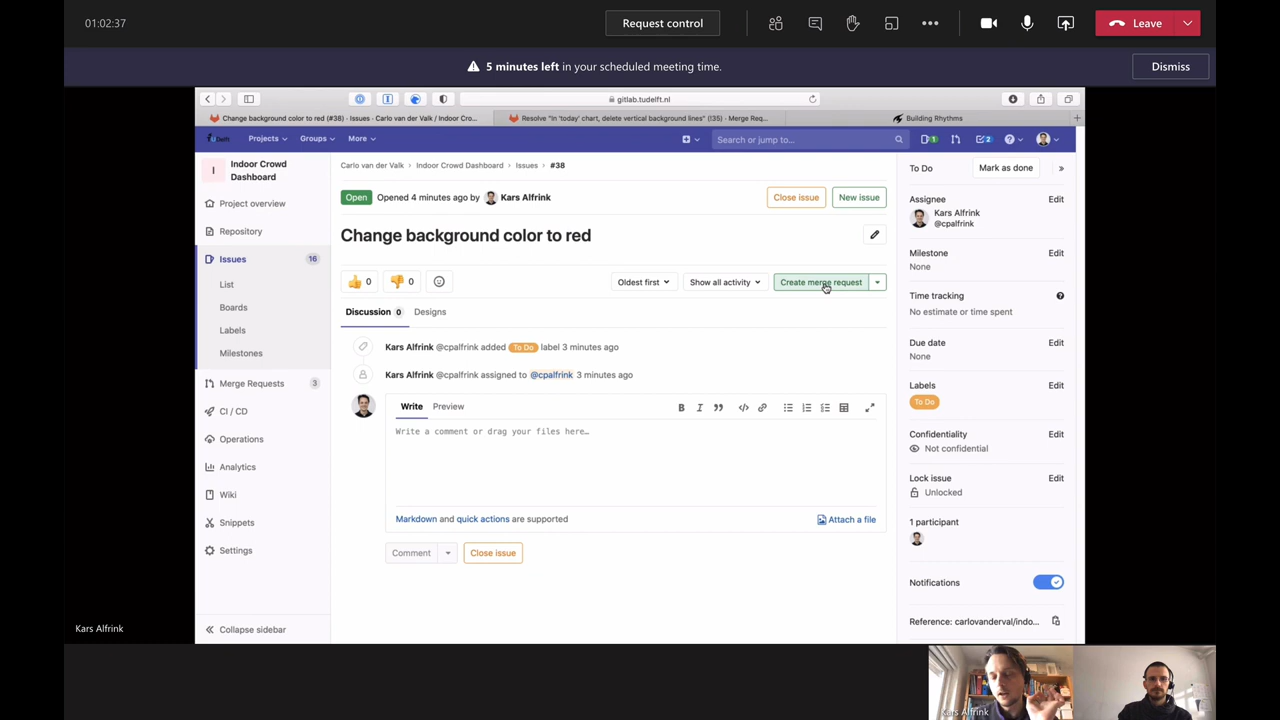 01:02:37
Request control
Leave
5 minutes left in your scheduled meeting time.
Dismiss
gitlab.tudelft.nl
Change background color to red (#38) - Issues - Carlo van der Valk / Indoor Cro...
Resolve "In 'today' chart, delete vertical background lines" (!35) - Merge Req...
Building Rhythms
Projects
Groups
More
Search or jump to...
1
2
I
Indoor Crowd Dashboard
Carlo van der Valk > Indoor Crowd Dashboard > Issues > #38
To Do
Mark as done
Project overview
Repository
Issues 16
List
Boards
Labels
Milestones
Merge Requests 3
CI / CD
Operations
Analytics
Wiki
Snippets
Settings
Collapse sidebar
Open Opened 4 minutes ago by Kars Alfrink
Close issue
New issue
Change background color to red
0
0
Oldest first
Show all activity
Create merge request
Discussion 0
Designs
Kars Alfrink @cpalfrink added To Do label 3 minutes ago
Kars Alfrink @cpalfrink assigned to @cpalfrink 3 minutes ago
Write
Preview
Write a comment or drag your files here…
Markdown and quick actions are supported
Attach a file
Comment
Close issue
Assignee
Edit
Kars Alfrink
@cpalfrink
Milestone
Edit
None
Time tracking
No estimate or time spent
Due date
Edit
None
Labels
Edit
To Do
Confidentiality
Edit
Not confidential
Lock issue
Edit
Unlocked
1 participant
Notifications
Reference: carlovanderval/indo...
Kars Alfrink
Kars Alfrink